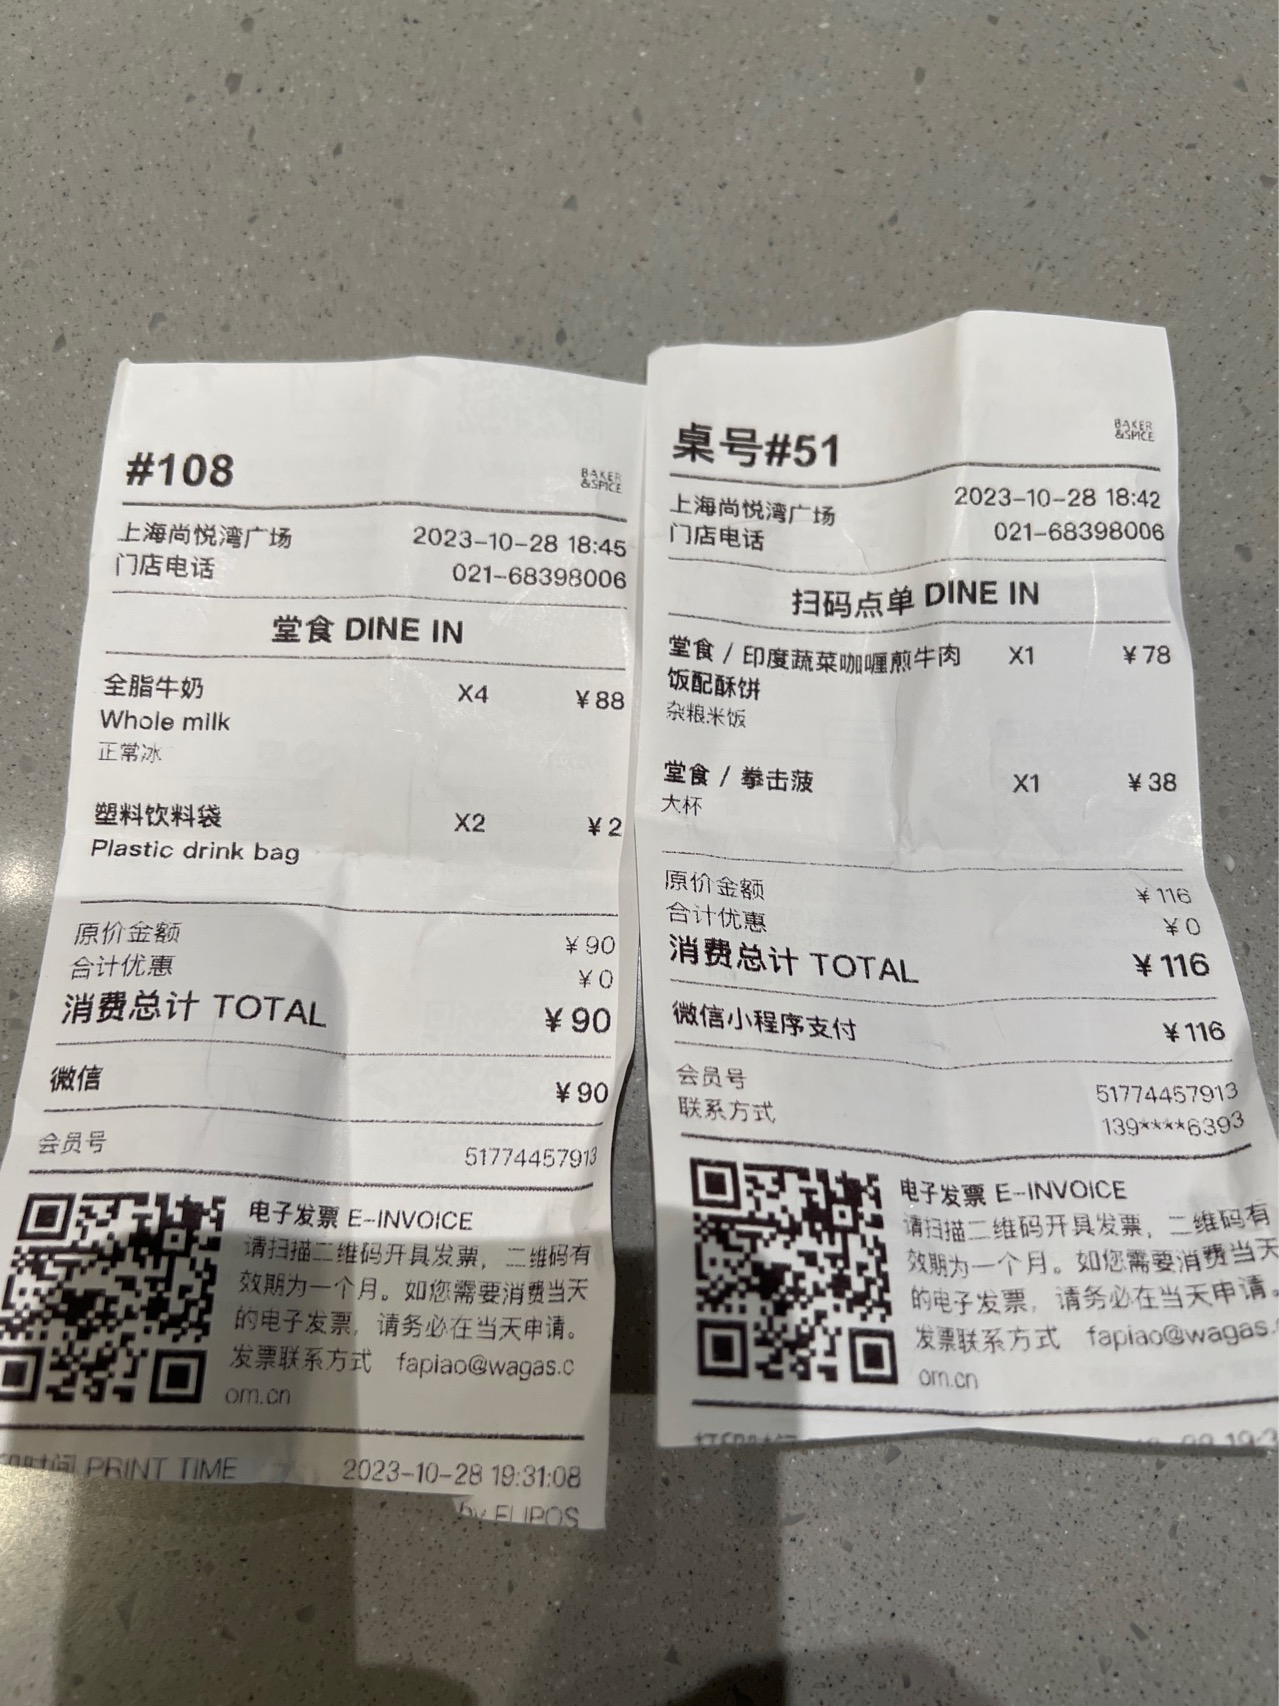 #108
BAKER
&SPICE
上海尚悦湾广场 2023-10-28 18:45
门店电话 021-68398006
堂食 DINE IN
全脂牛奶 X4 ¥88
Whole milk
正常冰
塑料饮料袋 X2 ¥2
Plastic drink bag
原价金额 ¥90
合计优惠 ¥0
消费总计 TOTAL ¥90
微信 ¥90
会员号 51774457913
电子发票 E-INVOICE
请扫描二维码开具发票，二维码有
效期为一个月。如您需要消费当天
的电子发票，请务必在当天申请。
发票联系方式 fapiao@wagas.c
om.cn
时间 PRINT TIME 2023-10-28 19:31:08
by ELIPOS
桌号#51
BAKER
&SPICE
上海尚悦湾广场 2023-10-28 18:42
门店电话 021-68398006
扫码点单 DINE IN
堂食 / 印度蔬菜咖喱煎牛肉 X1 ¥78
饭配酥饼
杂粮米饭
堂食 / 拳击菠 X1 ¥38
大杯
原价金额 ¥116
合计优惠 ¥0
消费总计 TOTAL ¥116
微信小程序支付 ¥116
会员号 51774457913
联系方式 139****6393
电子发票 E-INVOICE
请扫描二维码开具发票，二维码有
效期为一个月。如您需要消费当天
的电子发票，请务必在当天申请。
发票联系方式 fapiao@wagas.
om.cn